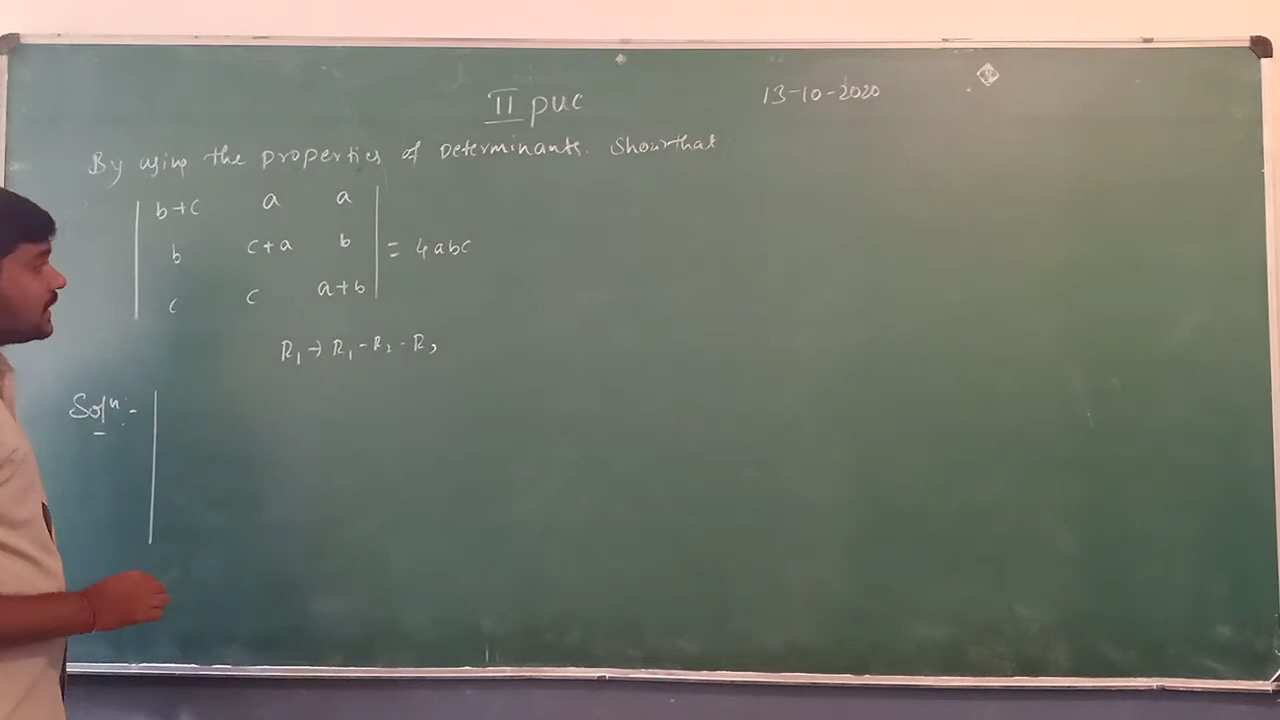 II puc
13-10-2020
By using the properties of Determinants. Show that
| b+c a a |
| b c+a b | = 4abc
| c c a+b |
R₁ → R₁ - R₂ - R₃
Solⁿ:-